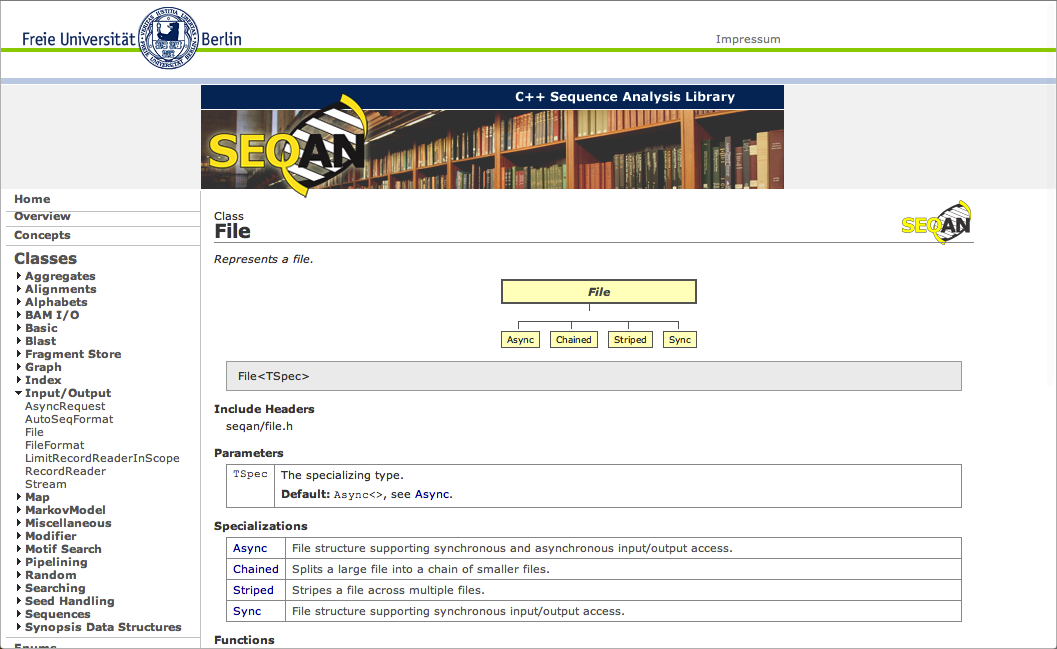 Freie Universität Berlin
Impressum
C++ Sequence Analysis Library
SEQAN
Home
Overview
Concepts
Classes
Aggregates
Alignments
Alphabets
BAM I/O
Basic
Blast
Fragment Store
Graph
Index
Input/Output
AsyncRequest
AutoSeqFormat
File
FileFormat
LimitRecordReaderInScope
RecordReader
Stream
Map
MarkovModel
Miscellaneous
Modifier
Motif Search
Pipelining
Random
Searching
Seed Handling
Sequences
Synopsis Data Structures
Enums
Class
File
SEQAN
Represents a file.
File
Async Chained Striped Sync
File<TSpec>
Include Headers
seqan/file.h
Parameters
TSpec The specializing type.
Default: Async<>, see Async.
Specializations
Async File structure supporting synchronous and asynchronous input/output access.
Chained Splits a large file into a chain of smaller files.
Striped Stripes a file across multiple files.
Sync File structure supporting synchronous input/output access.
Functions